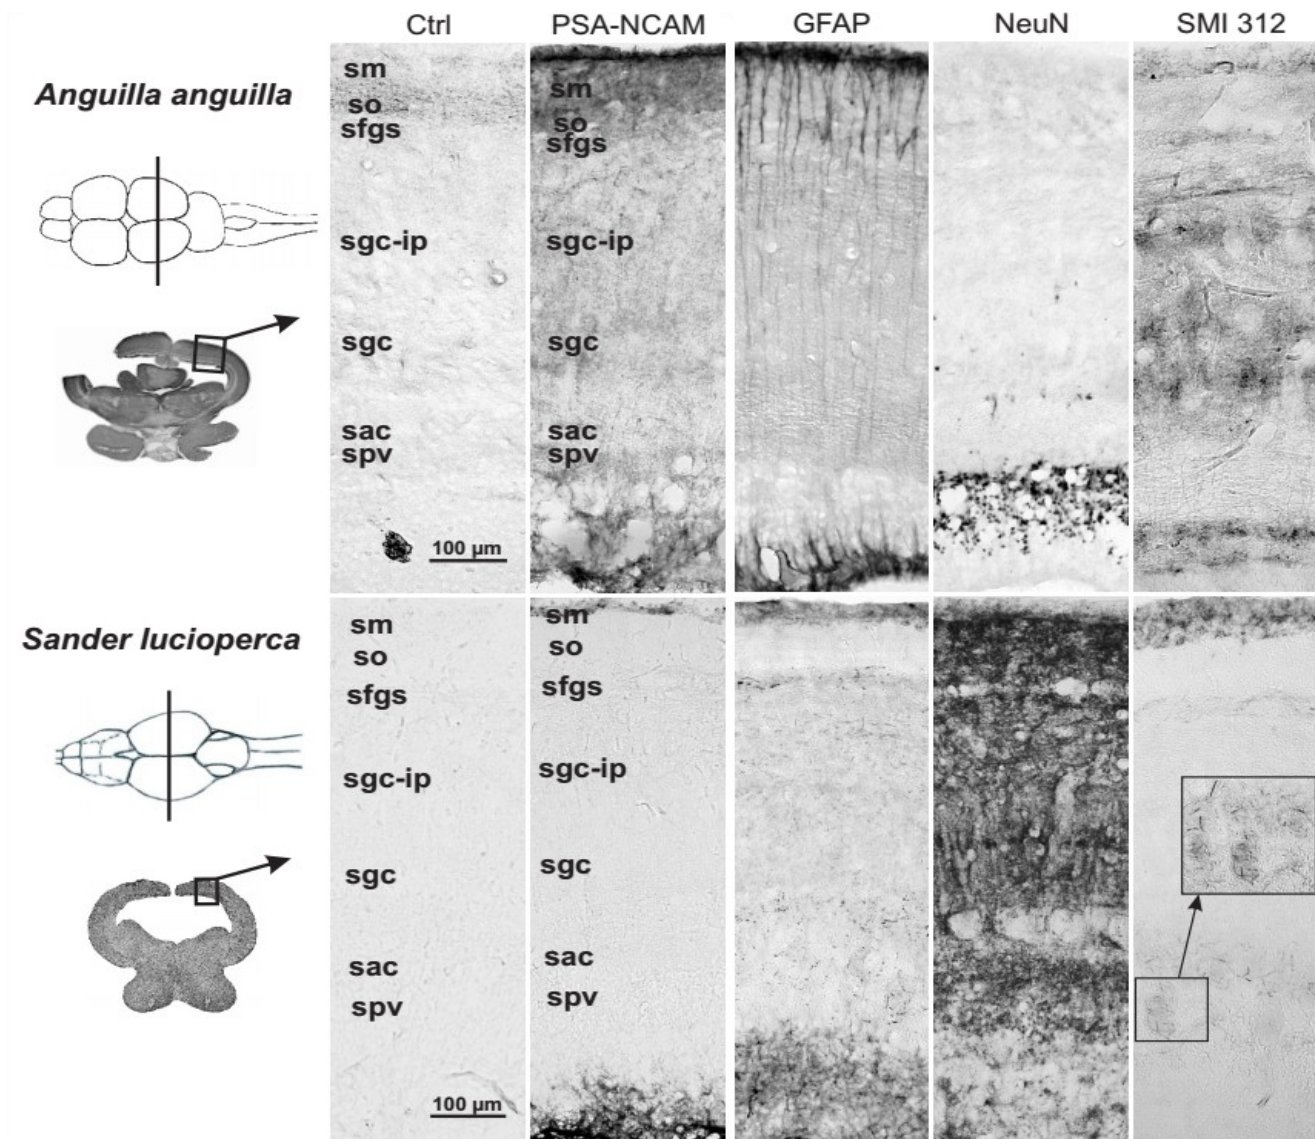 Ctrl PSA-NCAM GFAP NeuN SMI 312
Anguilla anguilla
sm sm
so so
sfgs sfgs
sgc-ip sgc-ip
sgc sgc
sac sac
spv spv
100 µm
Sander lucioperca
sm sm
so so
sfgs sfgs
sgc-ip sgc-ip
sgc sgc
sac sac
spv spv
100 µm